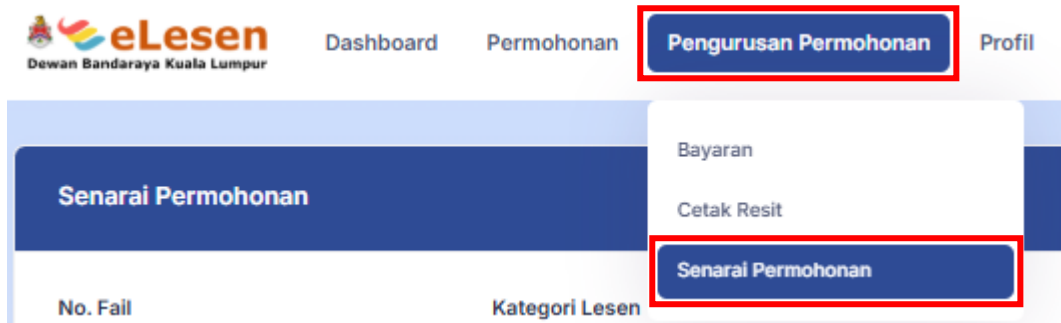 eLesen
Dewan Bandaraya Kuala Lumpur
Dashboard Permohonan Pengurusan Permohonan Profil
Bayaran
Senarai Permohonan
Cetak Resit
Senarai Permohonan
No. Fail Kategori Lesen